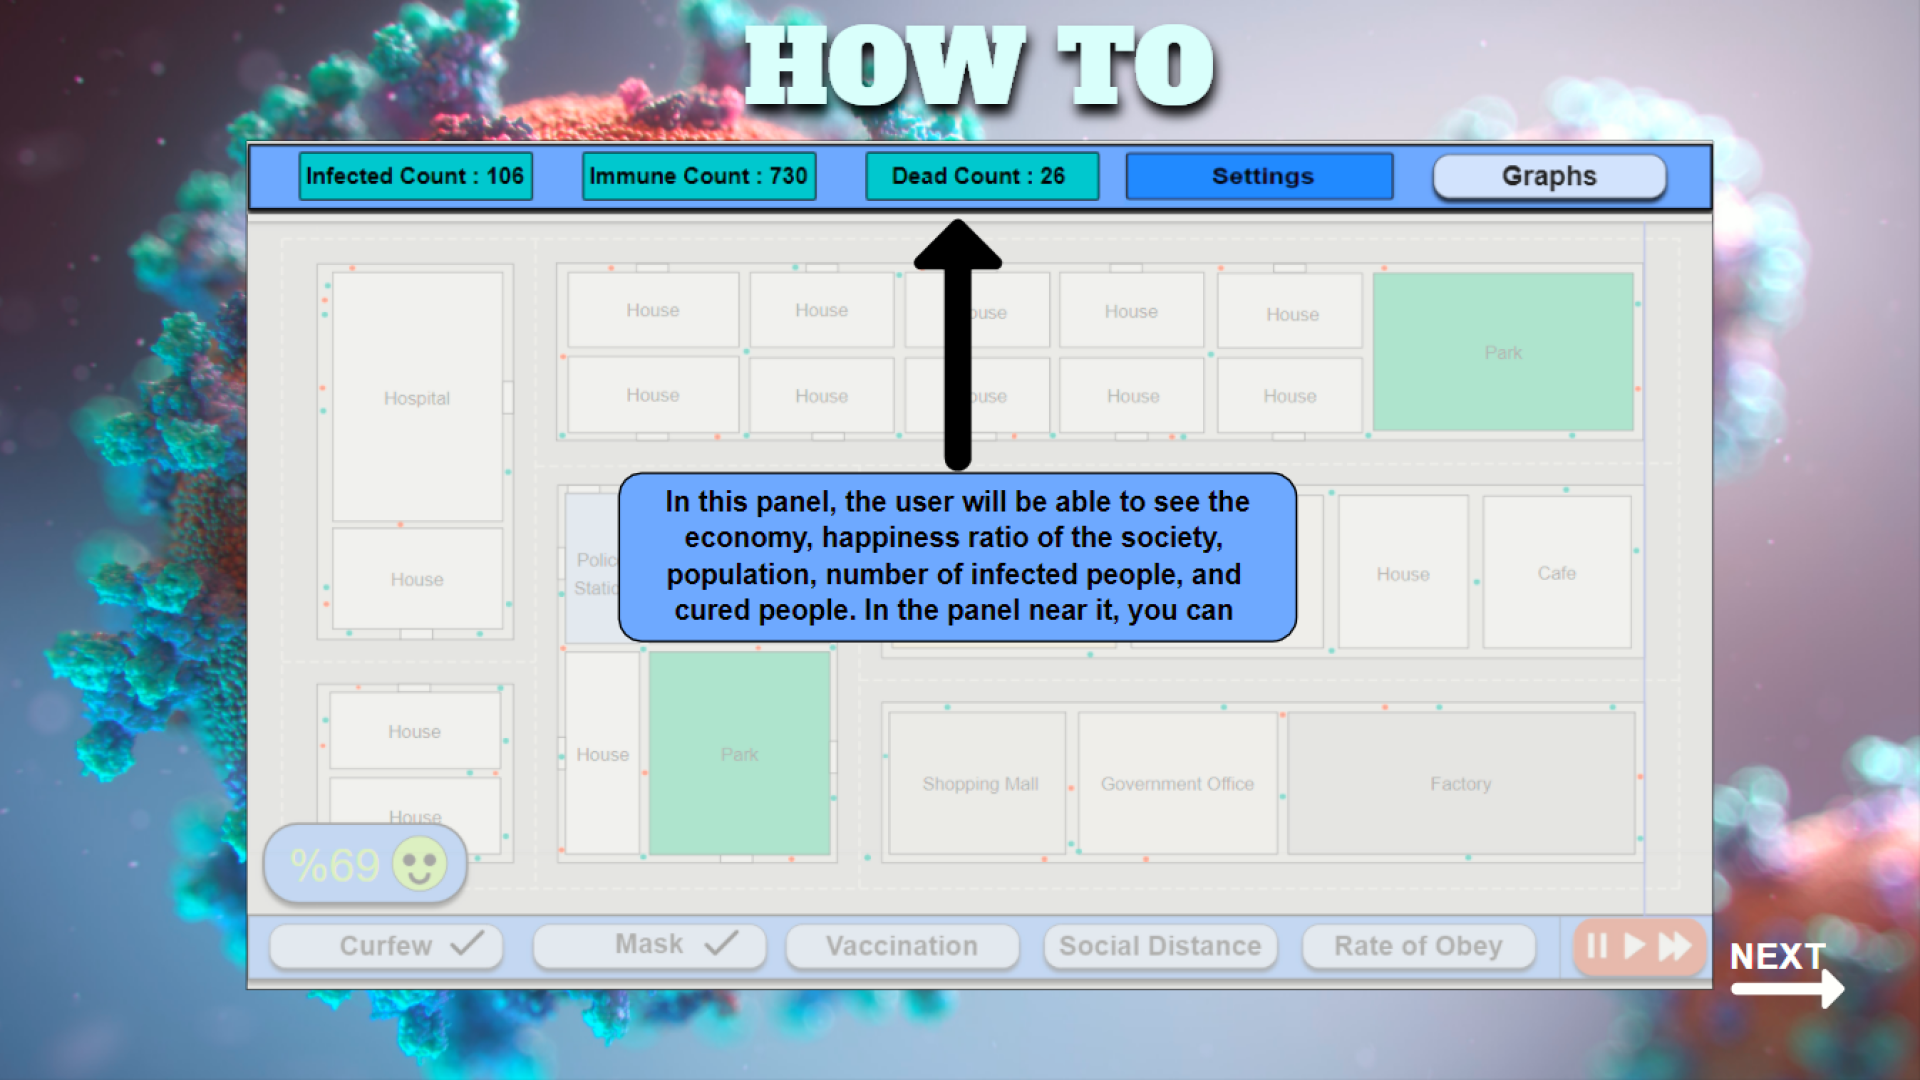 HOW TO
Infected Count : 106
Immune Count : 730
Dead Count : 26
Settings
Graphs
House
House
House
House
Park
Hospital
House
House
House
House
In this panel, the user will be able to see the
economy, happiness ratio of the society,
population, number of infected people, and
cured people. In the panel near it, you can
House
House
Cafe
House
House
House
Park
Shopping Mall
Government Office
Factory
%69
Curfew
Mask
Vaccination
Social Distance
Rate of Obey
NEXT